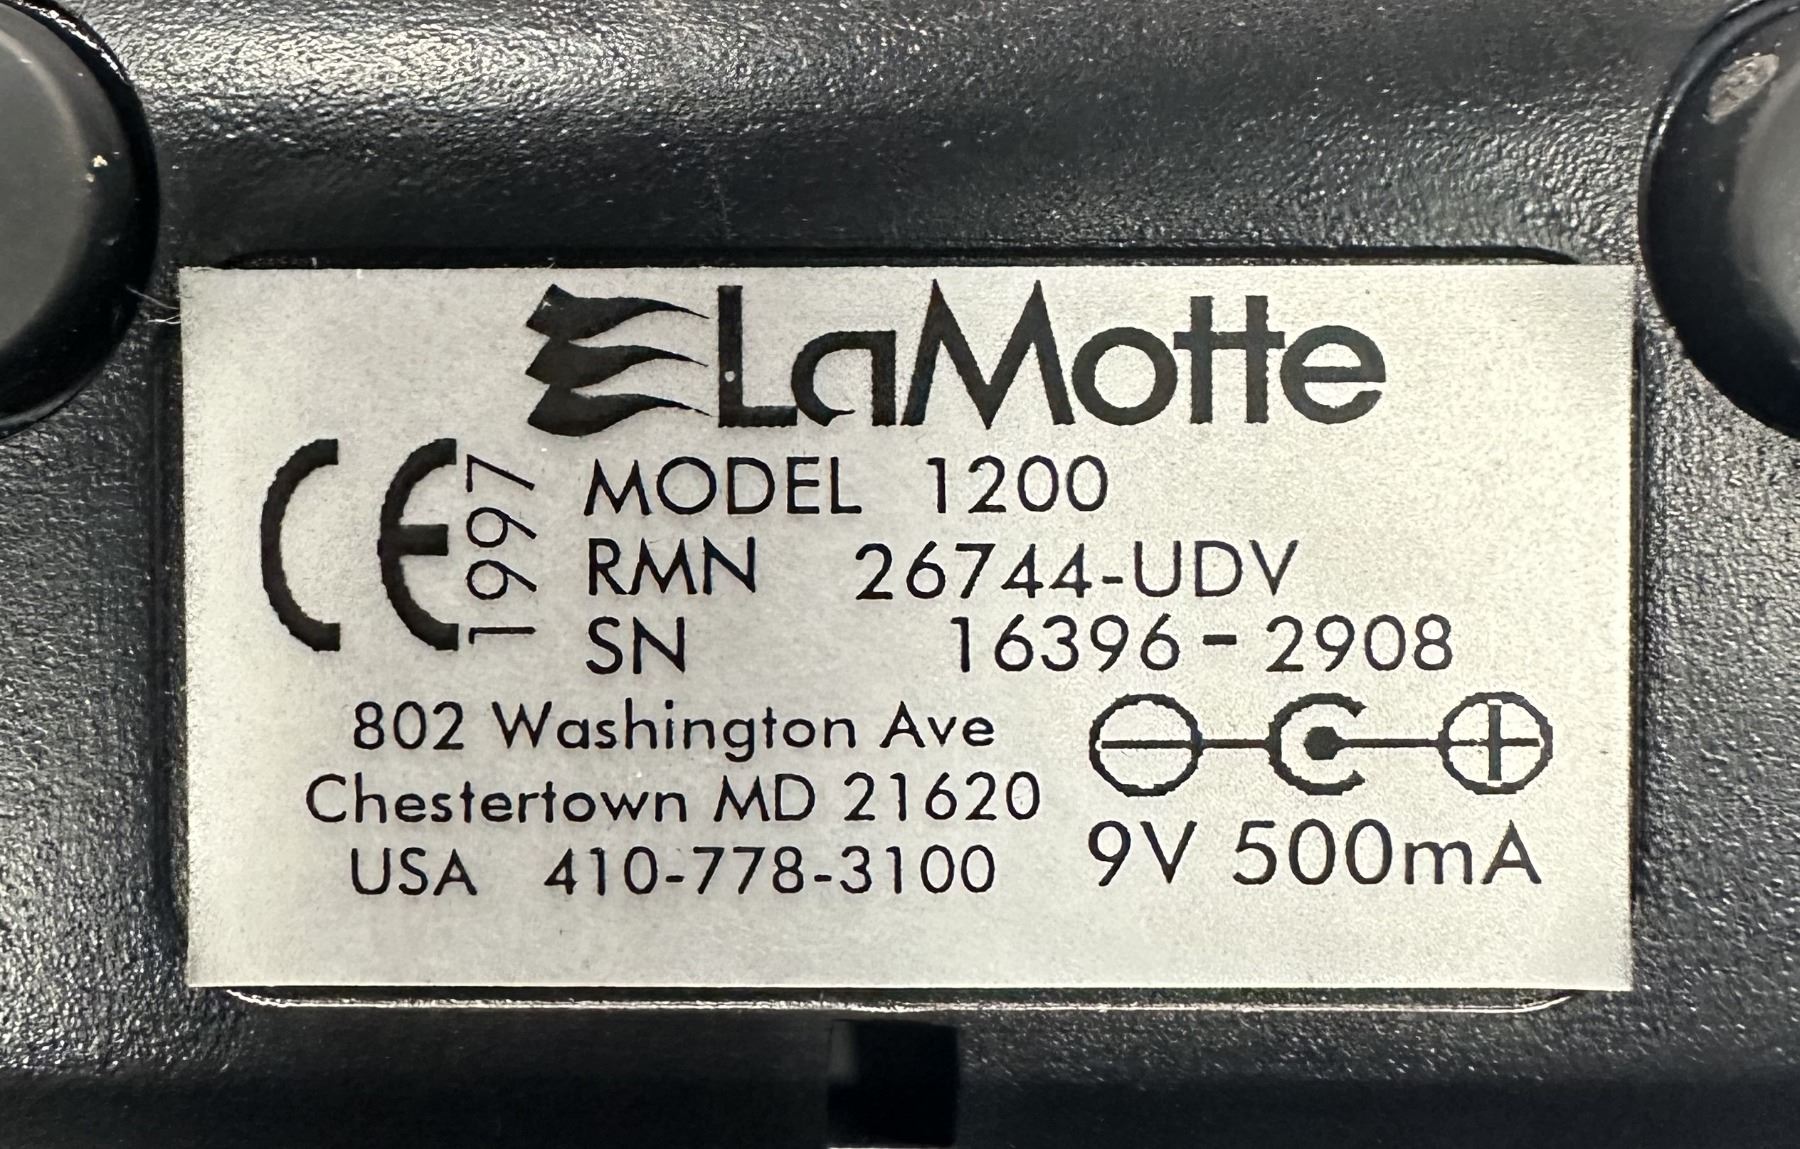 LaMotte
CE 1997
MODEL 1200
RMN 26744-UDV
SN 16396-2908
802 Washington Ave
Chestertown MD 21620
USA 410-778-3100
9V 500mA